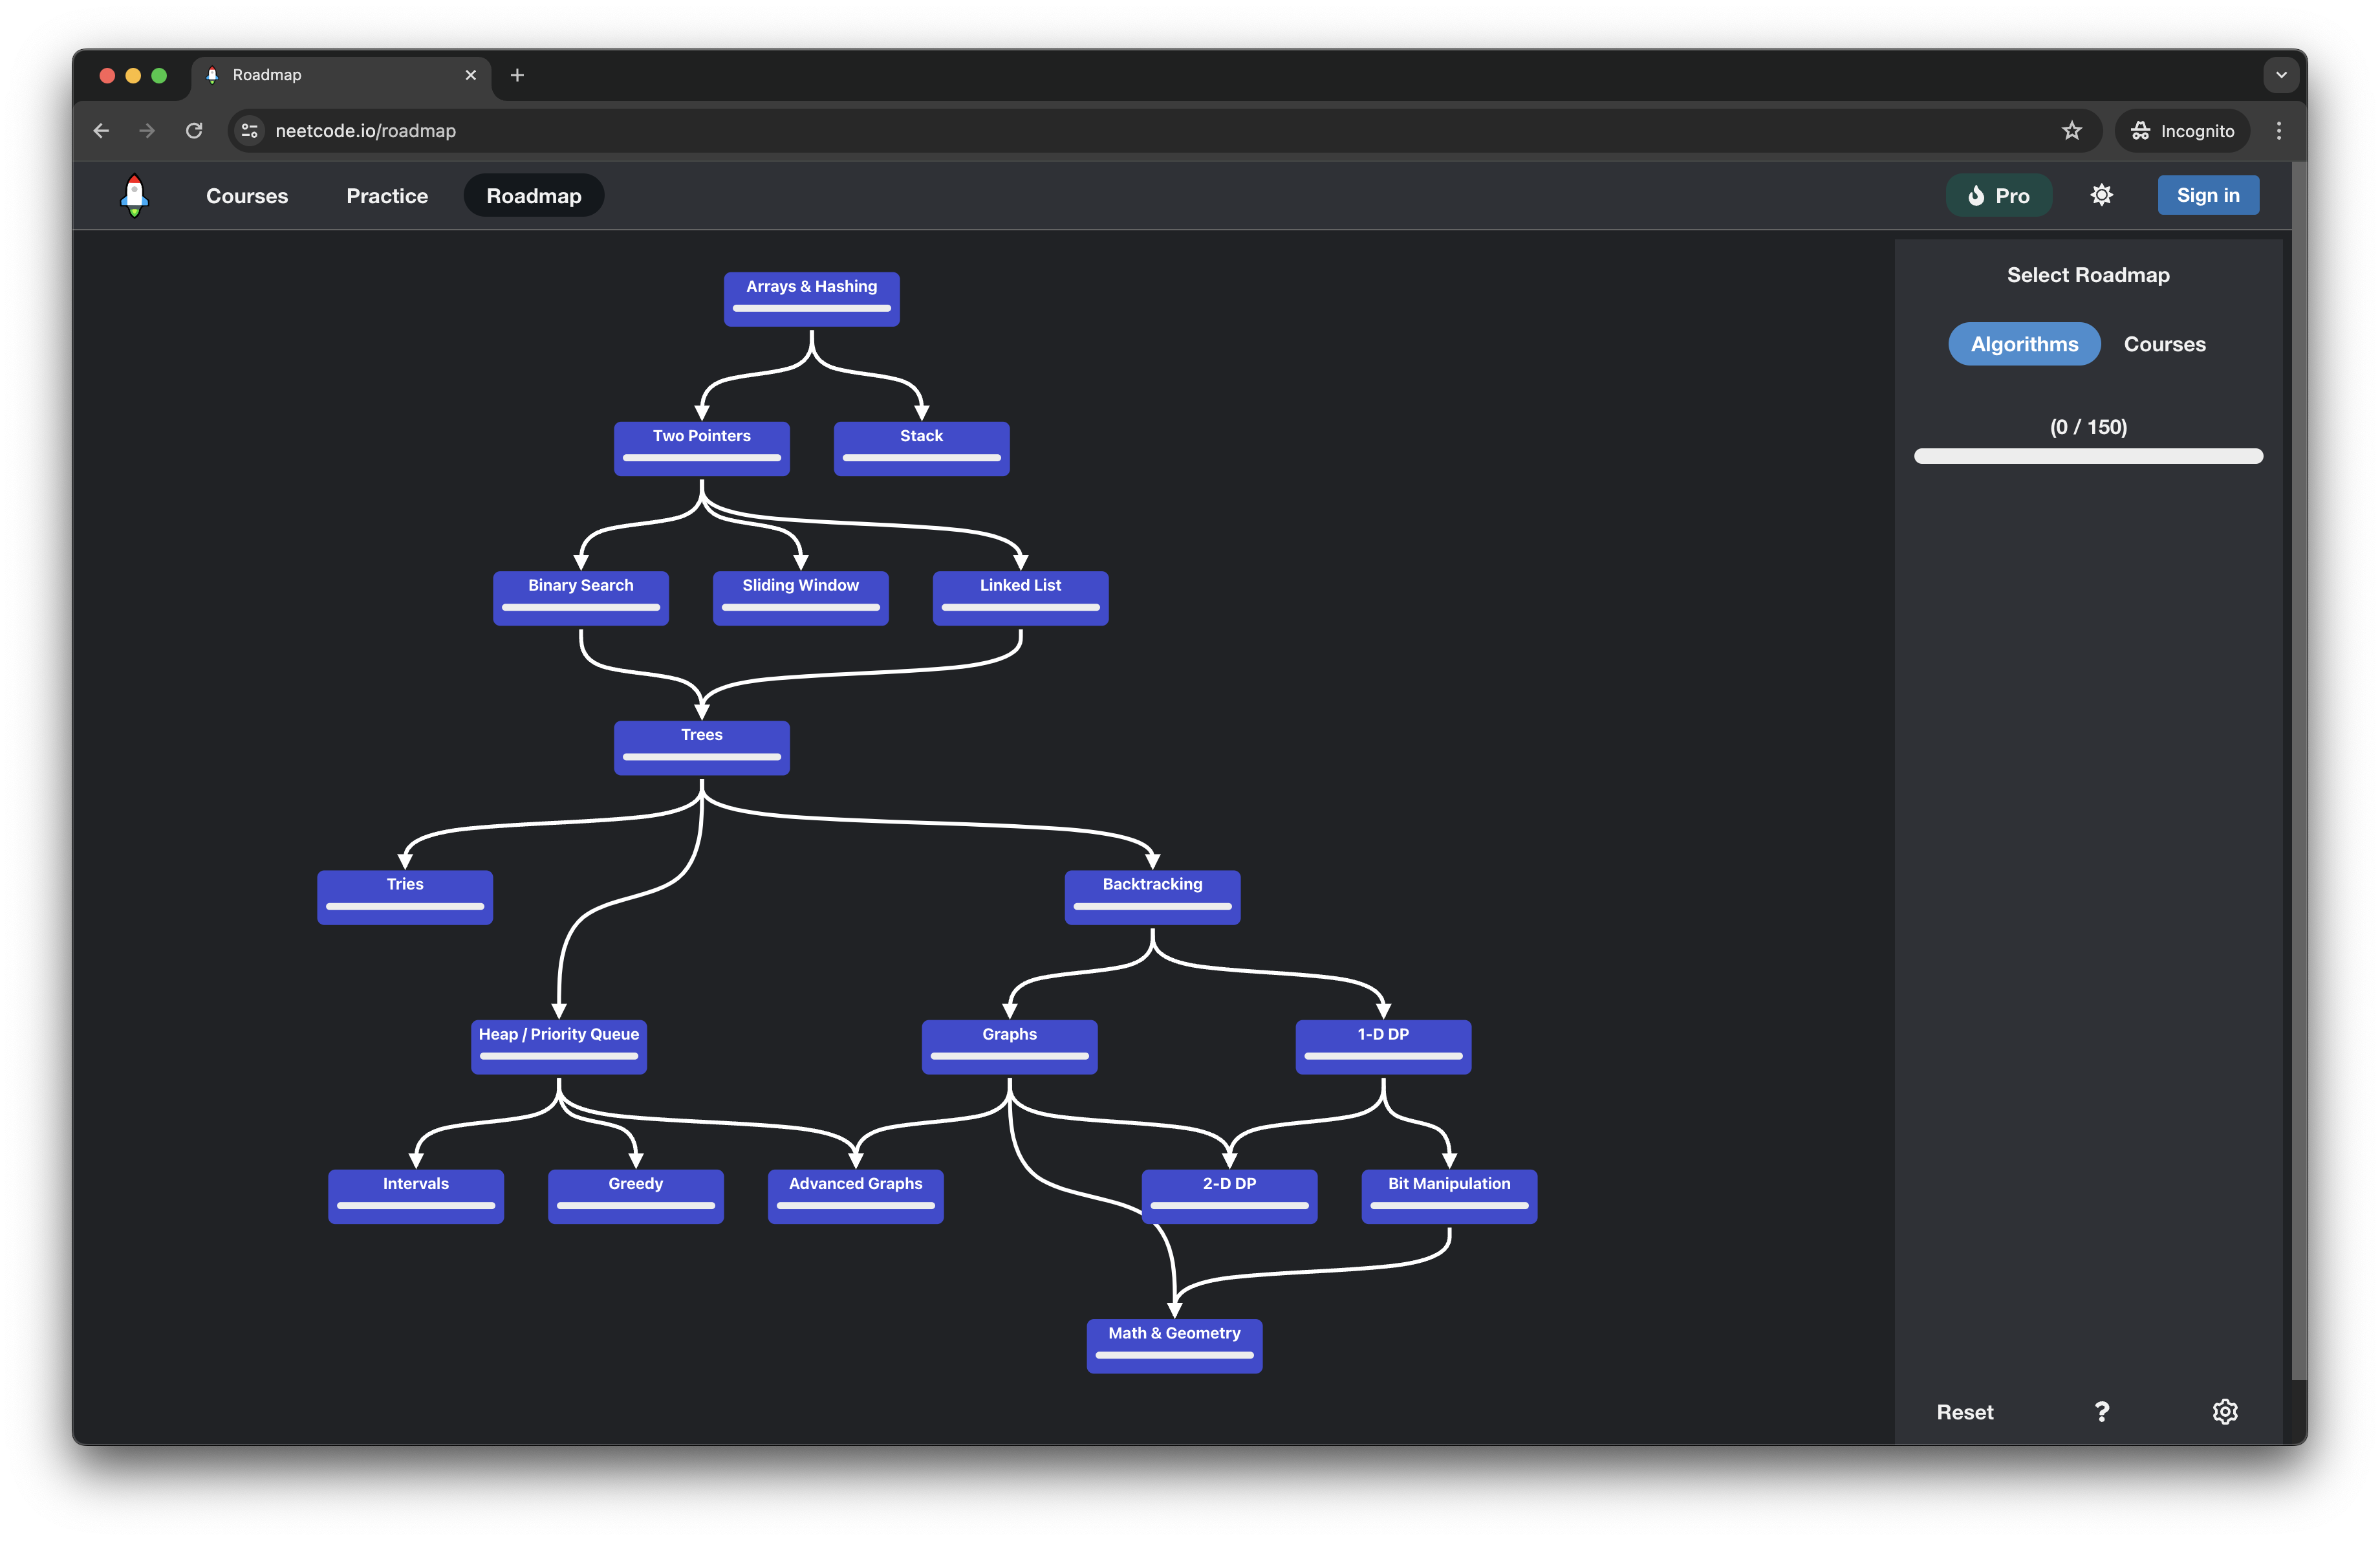 Roadmap
neetcode.io/roadmap
Incognito
Courses Practice Roadmap Pro Sign in
Arrays & Hashing
Two Pointers Stack
Binary Search Sliding Window Linked List
Trees
Tries Backtracking
Heap / Priority Queue Graphs 1-D DP
Intervals Greedy Advanced Graphs 2-D DP Bit Manipulation
Math & Geometry
Select Roadmap
Algorithms Courses
(0 / 150)
Reset ?